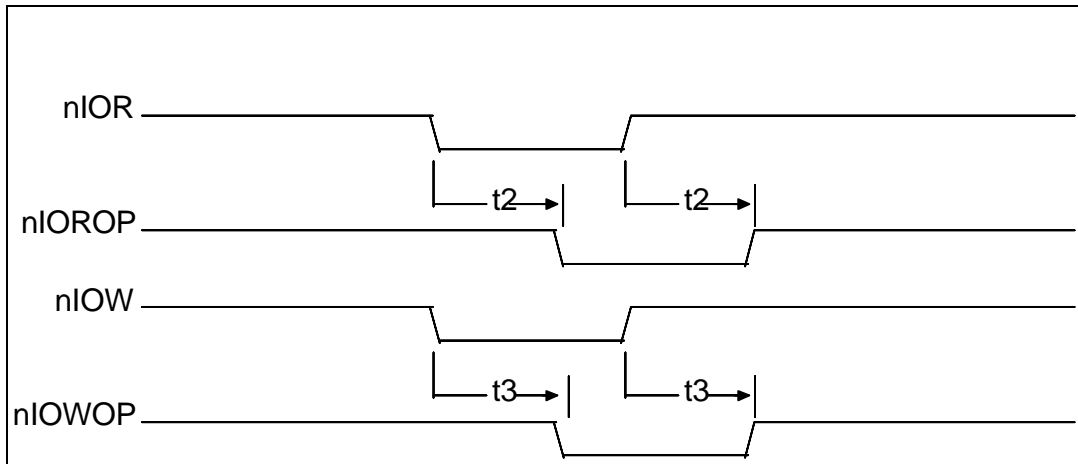 nIOR
t2 t2
nIOROP
nIOW
t3 t3
nIOWOP